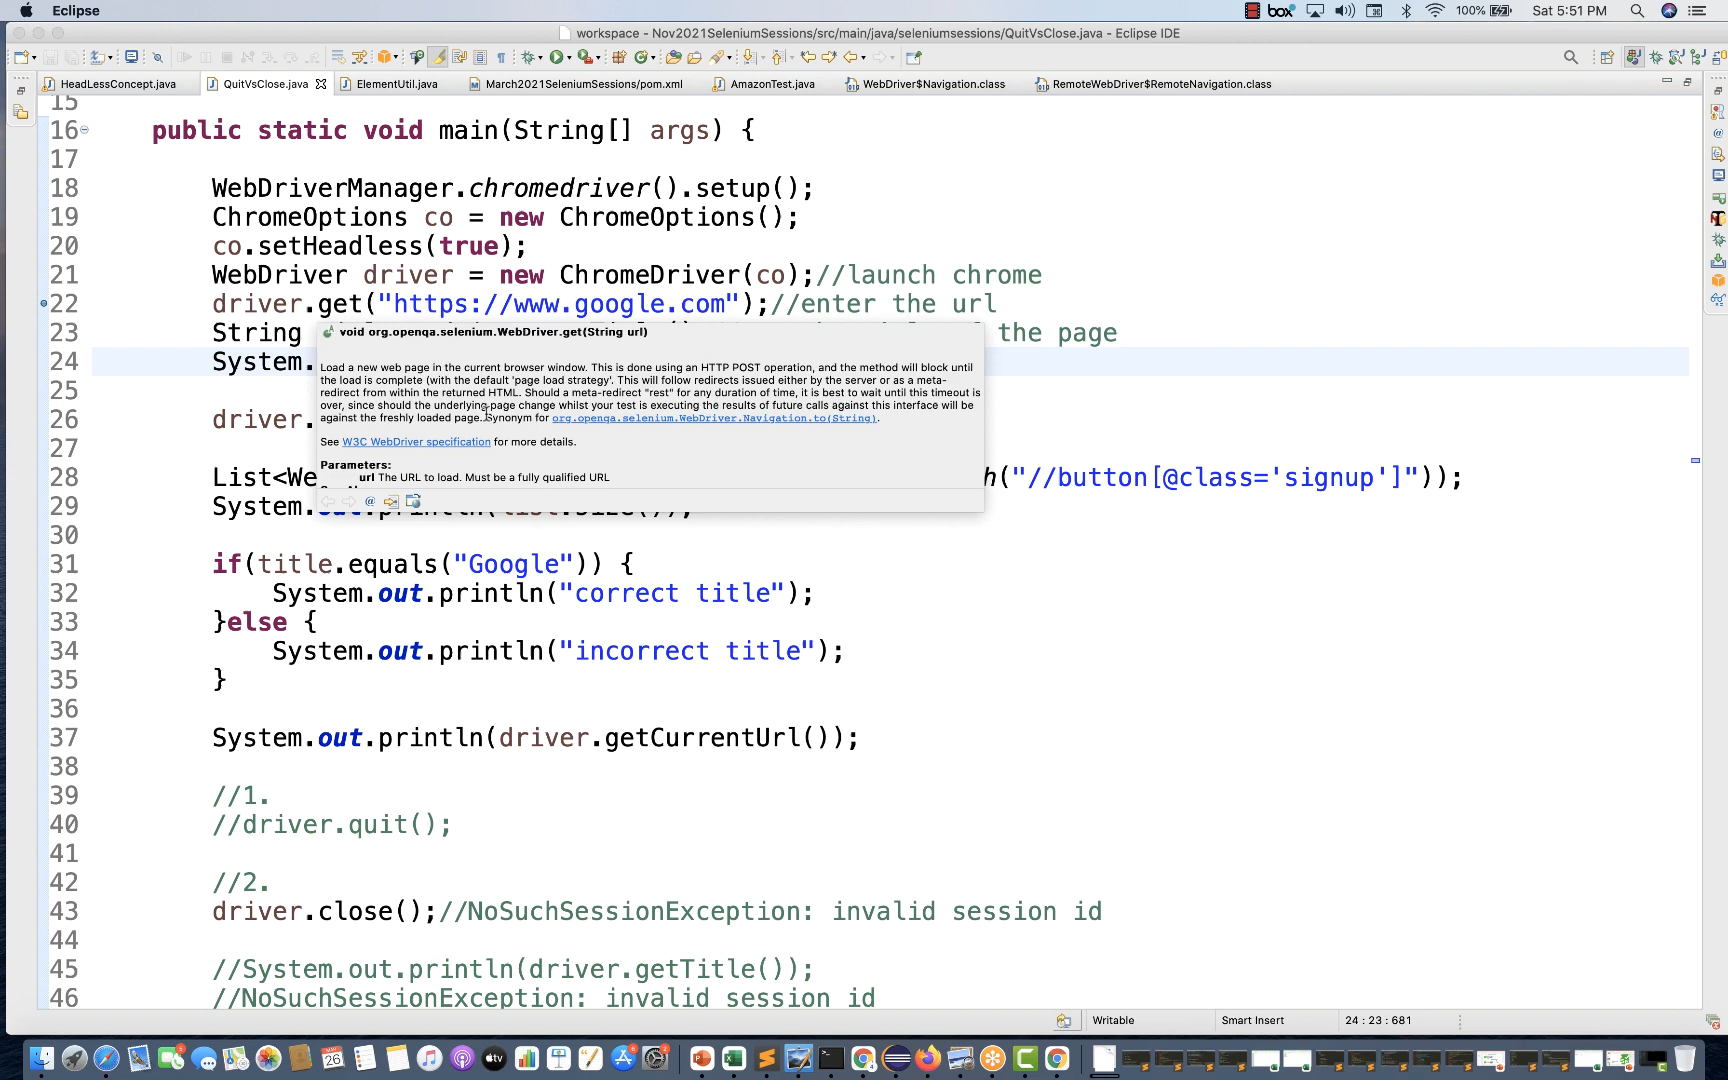 Eclipse
box
100%
Sat 5:51 PM
workspace - Nov2021SeleniumSessions/src/main/java/seleniumsessions/QuitVsClose.java - Eclipse IDE
HeadLessConcept.java
QuitVsClose.java
ElementUtil.java
March2021SeleniumSessions/pom.xml
AmazonTest.java
WebDriver$Navigation.class
RemoteWebDriver$RemoteNavigation.class
15
16 public static void main(String[] args) {
17
18 WebDriverManager.chromedriver().setup();
19 ChromeOptions co = new ChromeOptions();
20 co.setHeadless(true);
21 WebDriver driver = new ChromeDriver(co);//launch chrome
22 driver.get("https://www.google.com");//enter the url
23 String the page
24 System.
25
26 driver.
27
28 List<We h("//button[@class='signup']"));
29 System.out.println(list.size());
30
31 if(title.equals("Google")) {
32 System.out.println("correct title");
33 }else {
34 System.out.println("incorrect title");
35 }
36
37 System.out.println(driver.getCurrentUrl());
38
39 //1.
40 //driver.quit();
41
42 //2.
43 driver.close();//NoSuchSessionException: invalid session id
44
45 //System.out.println(driver.getTitle());
46 //NoSuchSessionException: invalid session id
void org.openqa.selenium.WebDriver.get(String url)
Load a new web page in the current browser window. This is done using an HTTP POST operation, and the method will block until
the load is complete (with the default 'page load strategy'. This will follow redirects issued either by the server or as a meta-
redirect from within the returned HTML. Should a meta-redirect "rest" for any duration of time, it is best to wait until this timeout is
over, since should the underlying page change whilst your test is executing the results of future calls against this interface will be
against the freshly loaded page. Synonym for org.openqa.selenium.WebDriver.Navigation.to(String).
See W3C WebDriver specification for more details.
Parameters:
url The URL to load. Must be a fully qualified URL
Writable
Smart Insert
24 : 23 : 681